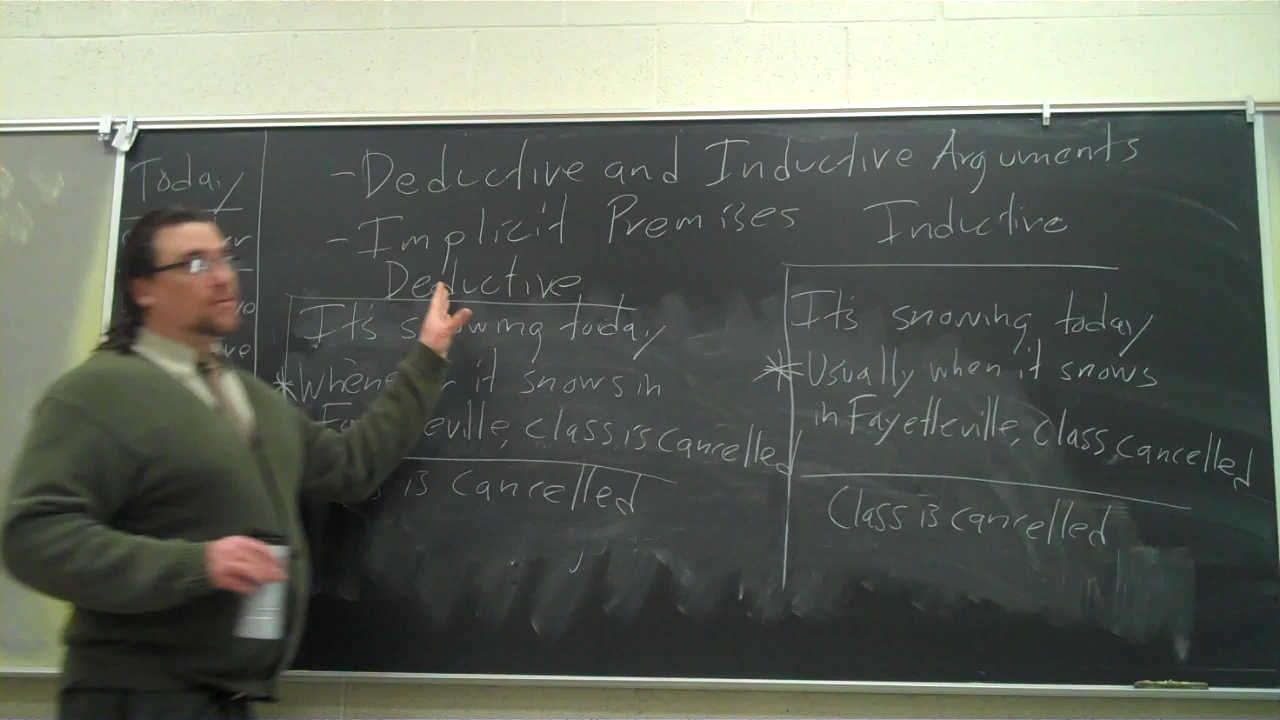 Today
- Deductive and Inductive Arguments
- Implicit Premises
Deductive
It's snowing today
* Whenever it snows in
Fayetteville, Class is cancelled
is cancelled
Inductive
It's snowing today
* Usually when it snows
in Fayetteville, Class cancelled
Class is cancelled